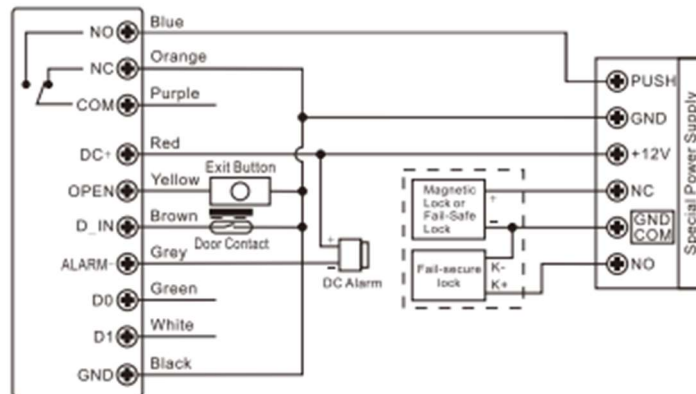 NO
Blue
NC
Orange
COM
Purple
DC+
Red
Exit Button
OPEN
Yellow
D_IN
Brown
Door Contact
ALARM-
Grey
+
-
DC Alarm
D0
Green
D1
White
GND
Black
Magnetic
Lock or
Fail-Safe
Lock
+
-
Fail-secure
lock
K-
K+
PUSH
GND
+12V
NC
GND
COM
NO
Special Power Supply